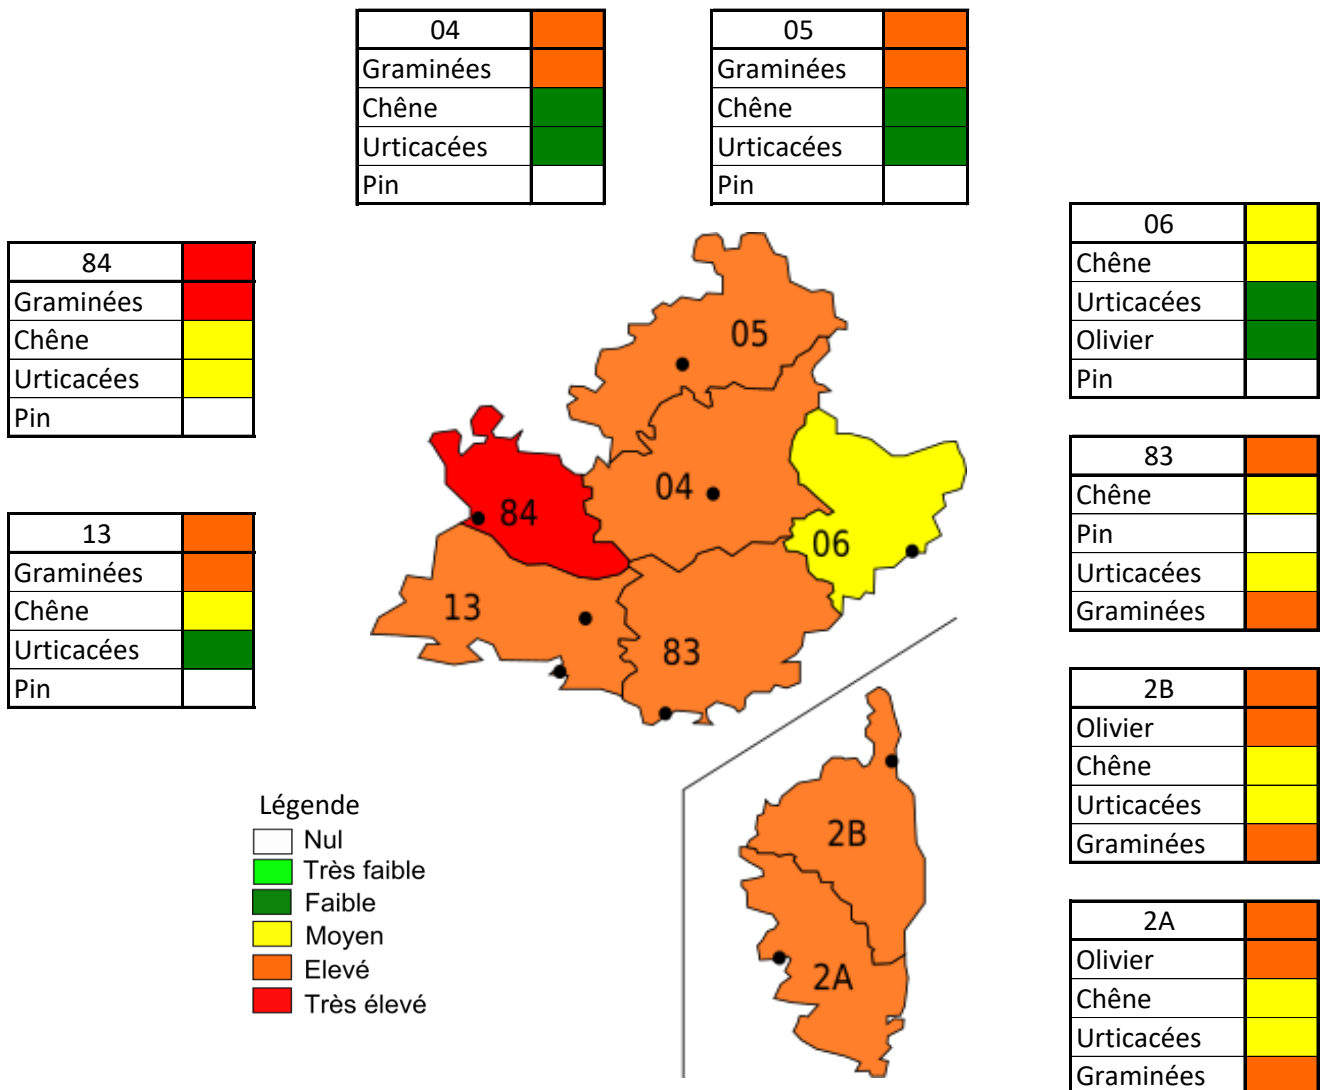 04
Graminées
Chêne
Urticacées
Pin
05
Graminées
Chêne
Urticacées
Pin
84
Graminées
Chêne
Urticacées
Pin
13
Graminées
Chêne
Urticacées
Pin
06
Chêne
Urticacées
Olivier
Pin
83
Chêne
Pin
Urticacées
Graminées
2B
Olivier
Chêne
Urticacées
Graminées
2A
Olivier
Chêne
Urticacées
Graminées
05
04
84
06
13
83
2B
2A
Légende
Nul
Très faible
Faible
Moyen
Elevé
Très élevé